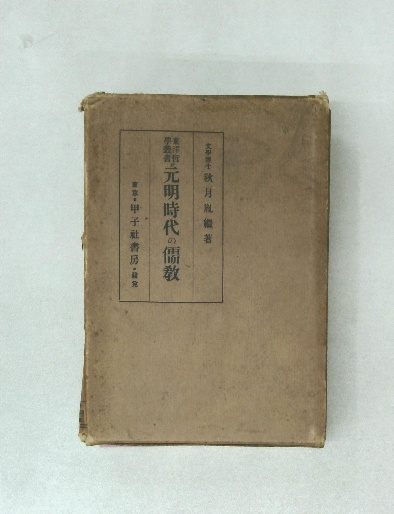 文學博士 秋月胤繼著
東洋哲學叢書 元明時代の儒教
東京・甲子社書房・發兌